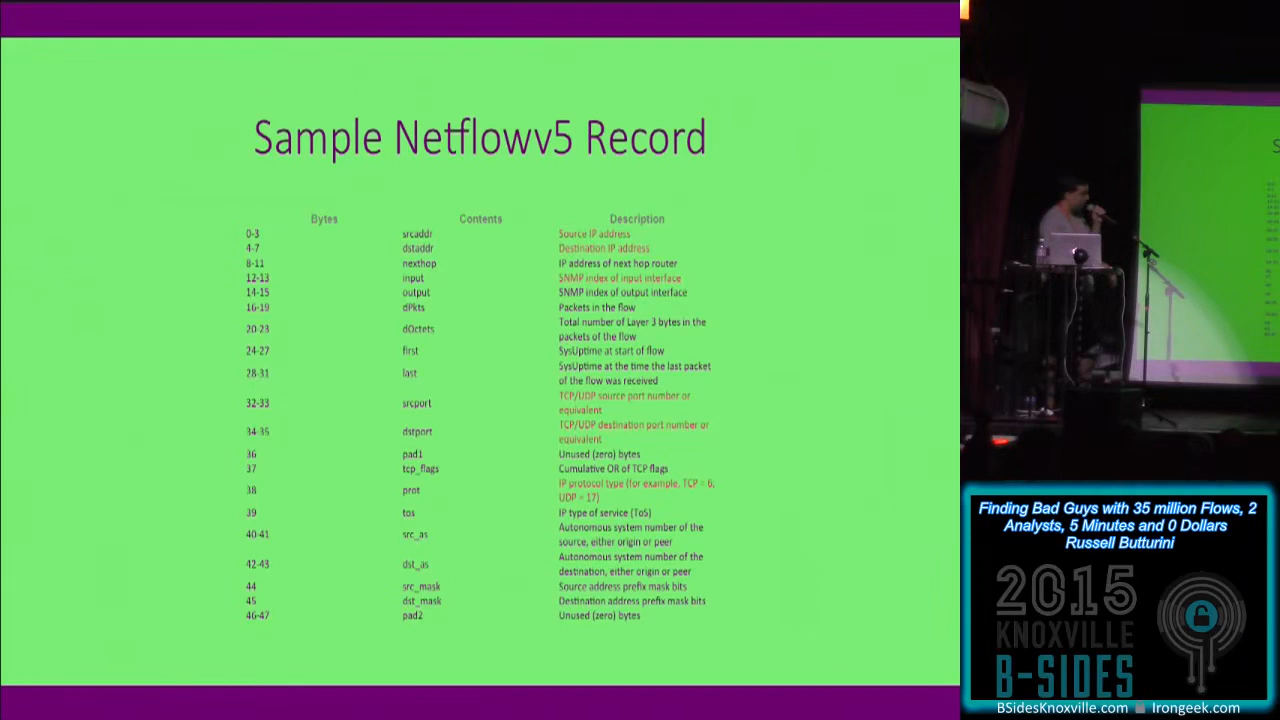 Sample Netflowv5 Record
Bytes Contents Description
0-3 srcaddr Source IP address
4-7 dstaddr Destination IP address
8-11 nexthop IP address of next hop router
12-13 input SNMP index of input interface
14-15 output SNMP index of output interface
16-19 dPkts Packets in the flow
20-23 dOctets Total number of Layer 3 bytes in the
packets of the flow
24-27 first SysUptime at start of flow
28-31 last SysUptime at the time the last packet
of the flow was received
32-33 srcport TCP/UDP source port number or
equivalent
34-35 dstport TCP/UDP destination port number or
equivalent
36 pad1 Unused (zero) bytes
37 tcp_flags Cumulative OR of TCP flags
38 prot IP protocol type (for example, TCP = 6;
UDP = 17)
39 tos IP type of service (ToS)
40-41 src_as Autonomous system number of the
source, either origin or peer
42-43 dst_as Autonomous system number of the
destination, either origin or peer
44 src_mask Source address prefix mask bits
45 dst_mask Destination address prefix mask bits
46-47 pad2 Unused (zero) bytes
Finding Bad Guys with 35 million Flows, 2
Analysts, 5 Minutes and 0 Dollars
Russell Butturini
2015
KNOXVILLE
B-SIDES
BSidesKnoxville.com Irongeek.com